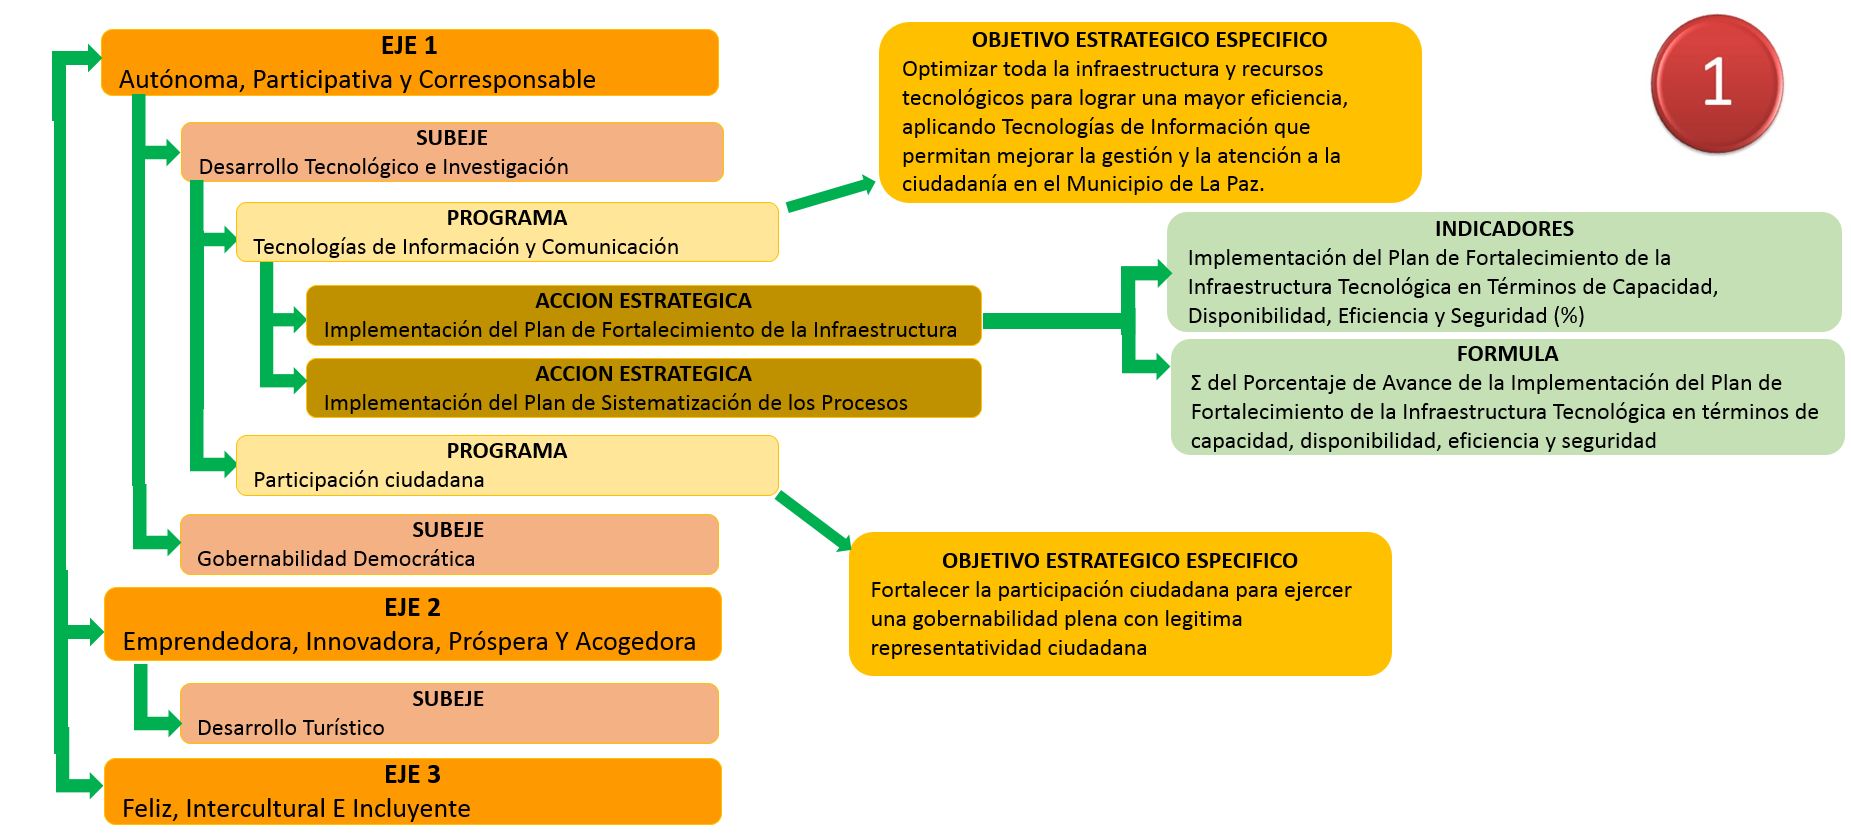 EJE 1
Autónoma, Participativa y Corresponsable
SUBEJE
Desarrollo Tecnológico e Investigación
PROGRAMA
Tecnologías de Información y Comunicación
ACCION ESTRATEGICA
Implementación del Plan de Fortalecimiento de la Infraestructura
ACCION ESTRATEGICA
Implementación del Plan de Sistematización de los Procesos
PROGRAMA
Participación ciudadana
SUBEJE
Gobernabilidad Democrática
EJE 2
Emprendedora, Innovadora, Próspera Y Acogedora
SUBEJE
Desarrollo Turístico
EJE 3
Feliz, Intercultural E Incluyente
OBJETIVO ESTRATEGICO ESPECIFICO
Optimizar toda la infraestructura y recursos
tecnológicos para lograr una mayor eficiencia,
aplicando Tecnologías de Información que
permitan mejorar la gestión y la atención a la
ciudadanía en el Municipio de La Paz.
INDICADORES
Implementación del Plan de Fortalecimiento de la
Infraestructura Tecnológica en Términos de Capacidad,
Disponibilidad, Eficiencia y Seguridad (%)
FORMULA
Σ del Porcentaje de Avance de la Implementación del Plan de
Fortalecimiento de la Infraestructura Tecnológica en términos de
capacidad, disponibilidad, eficiencia y seguridad
OBJETIVO ESTRATEGICO ESPECIFICO
Fortalecer la participación ciudadana para ejercer
una gobernabilidad plena con legitima
representatividad ciudadana
1